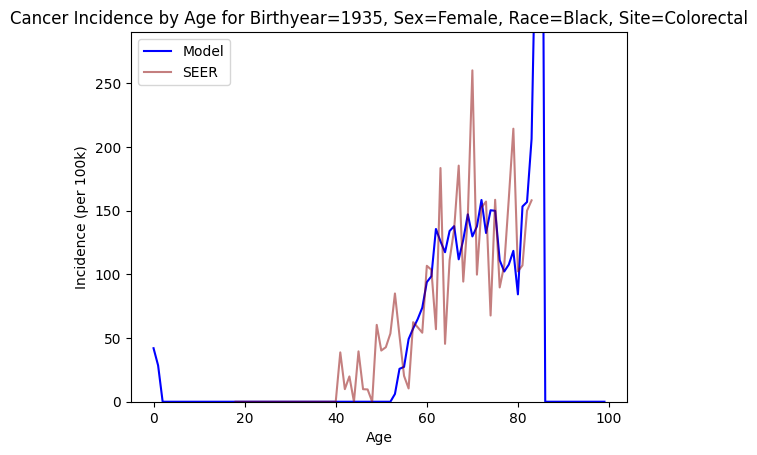 Cancer Incidence by Age for Birthyear=1935, Sex=Female, Race=Black, Site=Colorectal
Model
SEER
250
200
150
100
50
0
Incidence (per 100k)
0 20 40 60 80 100
Age